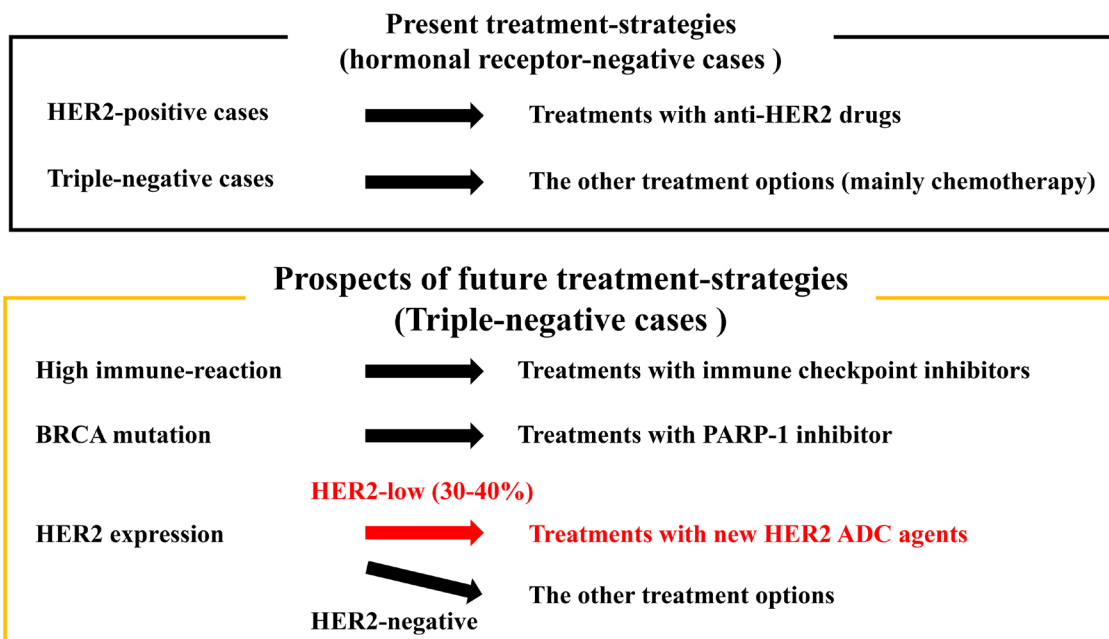 Present treatment-strategies
(hormonal receptor-negative cases )
HER2-positive cases
Treatments with anti-HER2 drugs
Triple-negative cases
The other treatment options (mainly chemotherapy)
Prospects of future treatment-strategies
(Triple-negative cases )
High immune-reaction
Treatments with immune checkpoint inhibitors
BRCA mutation
Treatments with PARP-1 inhibitor
HER2-low (30-40%)
HER2 expression
Treatments with new HER2 ADC agents
The other treatment options
HER2-negative